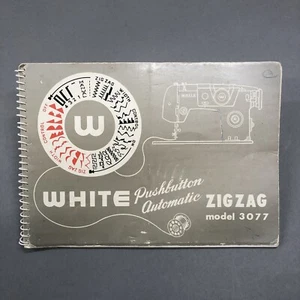 W
WHITE Pushbutton
Automatic
ZIGZAG
model 3077